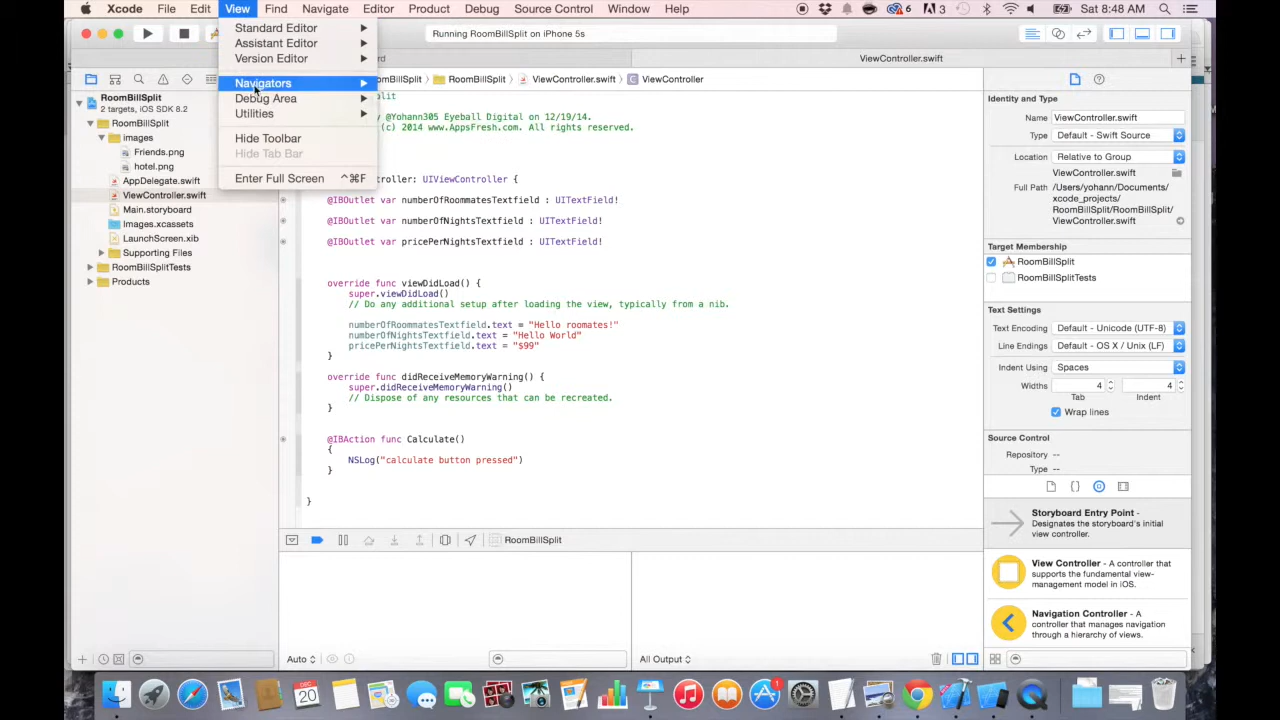 Xcode File Edit View Find Navigate Editor Product Debug Source Control Window Help 6 3 Sat 8:48 AM
Standard Editor
Assistant Editor
Version Editor
Navigators
Debug Area
Utilities
Hide Toolbar
Hide Tab Bar
Enter Full Screen ^⌘F
Running RoomBillSplit on iPhone 5s
ViewController.swift
RoomBillSplit
2 targets, iOS SDK 8.2
RoomBillSplit
images
Friends.png
hotel.png
AppDelegate.swift
ViewController.swift
Main.storyboard
Images.xcassets
LaunchScreen.xib
Supporting Files
RoomBillSplitTests
Products
RoomBillSplit ViewController.swift C ViewController
@Yohann305 Eyeball Digital on 12/19/14.
(c) 2014 www.AppsFresh.com. All rights reserved.
UIViewController {
@IBOutlet var numberOfRoommatesTextfield : UITextField!
@IBOutlet var numberOfNightsTextfield : UITextField!
@IBOutlet var pricePerNightsTextfield : UITextField!
override func viewDidLoad() {
super.viewDidLoad()
// Do any additional setup after loading the view, typically from a nib.
numberOfRoommatesTextfield.text = "Hello roomates!"
numberOfNightsTextfield.text = "Hello World"
pricePerNightsTextfield.text = "$99"
}
override func didReceiveMemoryWarning() {
super.didReceiveMemoryWarning()
// Dispose of any resources that can be recreated.
}
@IBAction func Calculate()
{
NSLog("calculate button pressed")
}
}
RoomBillSplit
Auto
All Output
Identity and Type
Name ViewController.swift
Type Default - Swift Source
Location Relative to Group
ViewController.swift
Full Path /Users/yohann/Documents/
xcode_projects/
RoomBillSplit/RoomBillSplit/
ViewController.swift
Target Membership
RoomBillSplit
RoomBillSplitTests
Text Settings
Text Encoding Default - Unicode (UTF-8)
Line Endings Default - OS X / Unix (LF)
Indent Using Spaces
Widths 4 4
Tab Indent
Wrap lines
Source Control
Repository --
Type --
{ }
Storyboard Entry Point -
Designates the storyboard's initial
view controller.
View Controller - A controller that
supports the fundamental view-
management model in iOS.
Navigation Controller - A
controller that manages navigation
through a hierarchy of views.
DEC
20
1